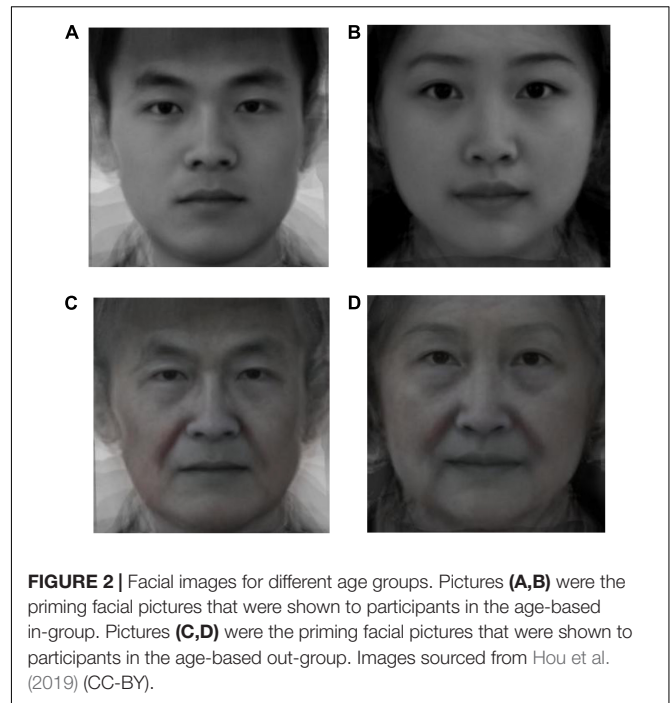 A
B
C
D
FIGURE 2 | Facial images for different age groups. Pictures (A,B) were the
priming facial pictures that were shown to participants in the age-based
in-group. Pictures (C,D) were the priming facial pictures that were shown to
participants in the age-based out-group. Images sourced from Hou et al.
(2019) (CC-BY).